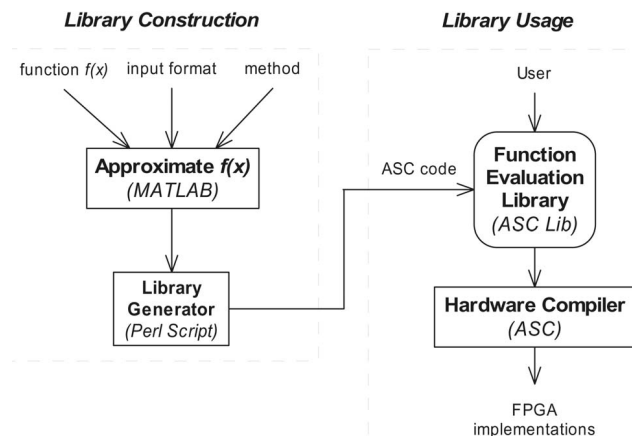 Library Construction
function f(x)
input format
method
Approximate f(x)
(MATLAB)
Library
Generator
(Perl Script)
Library Usage
User
ASC code
Function
Evaluation
Library
(ASC Lib)
Hardware Compiler
(ASC)
FPGA
implementations